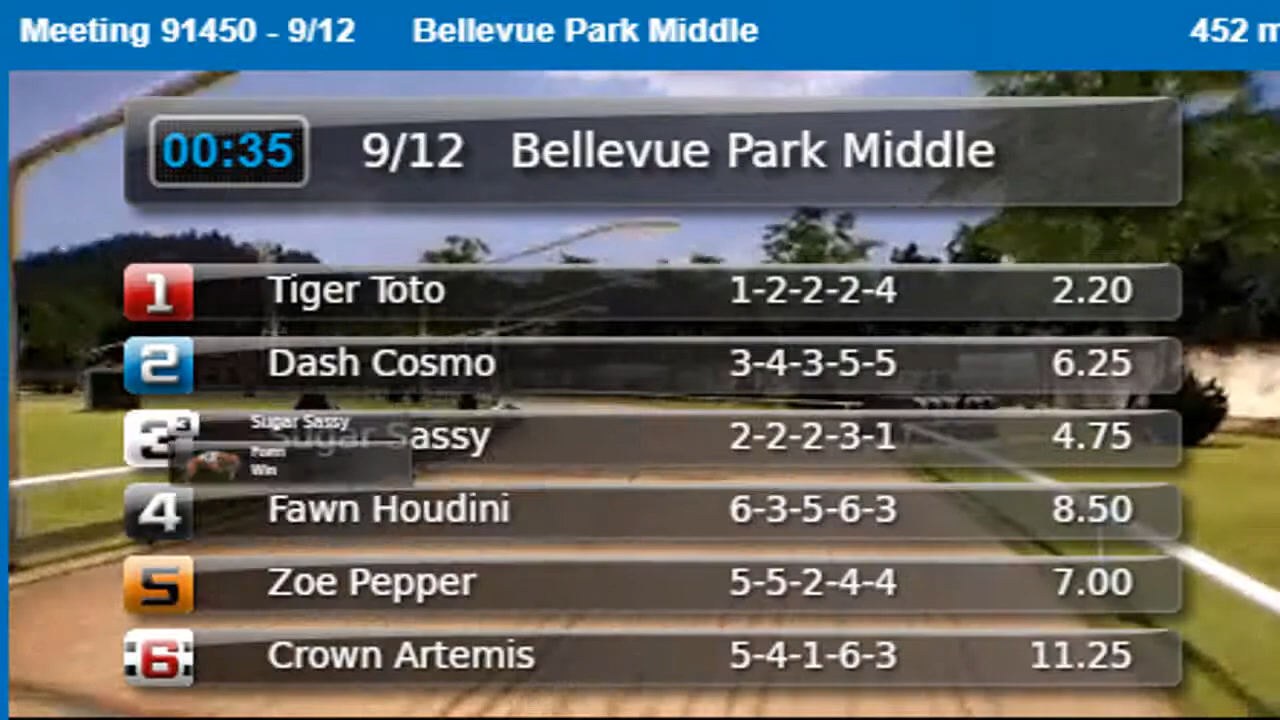 Meeting 91450 - 9/12 Bellevue Park Middle 452 m
00:35 9/12 Bellevue Park Middle
1 Tiger Toto 1-2-2-2-4 2.20
2 Dash Cosmo 3-4-3-5-5 6.25
3 Sugar Sassy 2-2-2-3-1 4.75
3 Sugar Sassy
Form
Win
4 Fawn Houdini 6-3-5-6-3 8.50
5 Zoe Pepper 5-5-2-4-4 7.00
6 Crown Artemis 5-4-1-6-3 11.25